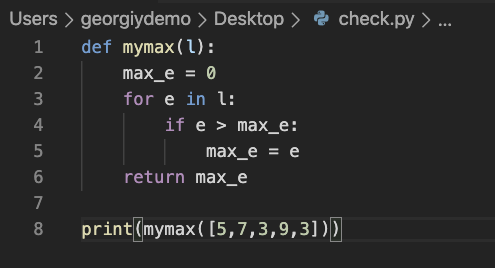 Users > georgiydemo > Desktop > check.py > ...
1 def mymax(l):
2     max_e = 0
3     for e in l:
4         if e > max_e:
5             max_e = e
6     return max_e
7
8 print(mymax([5,7,3,9,3]))